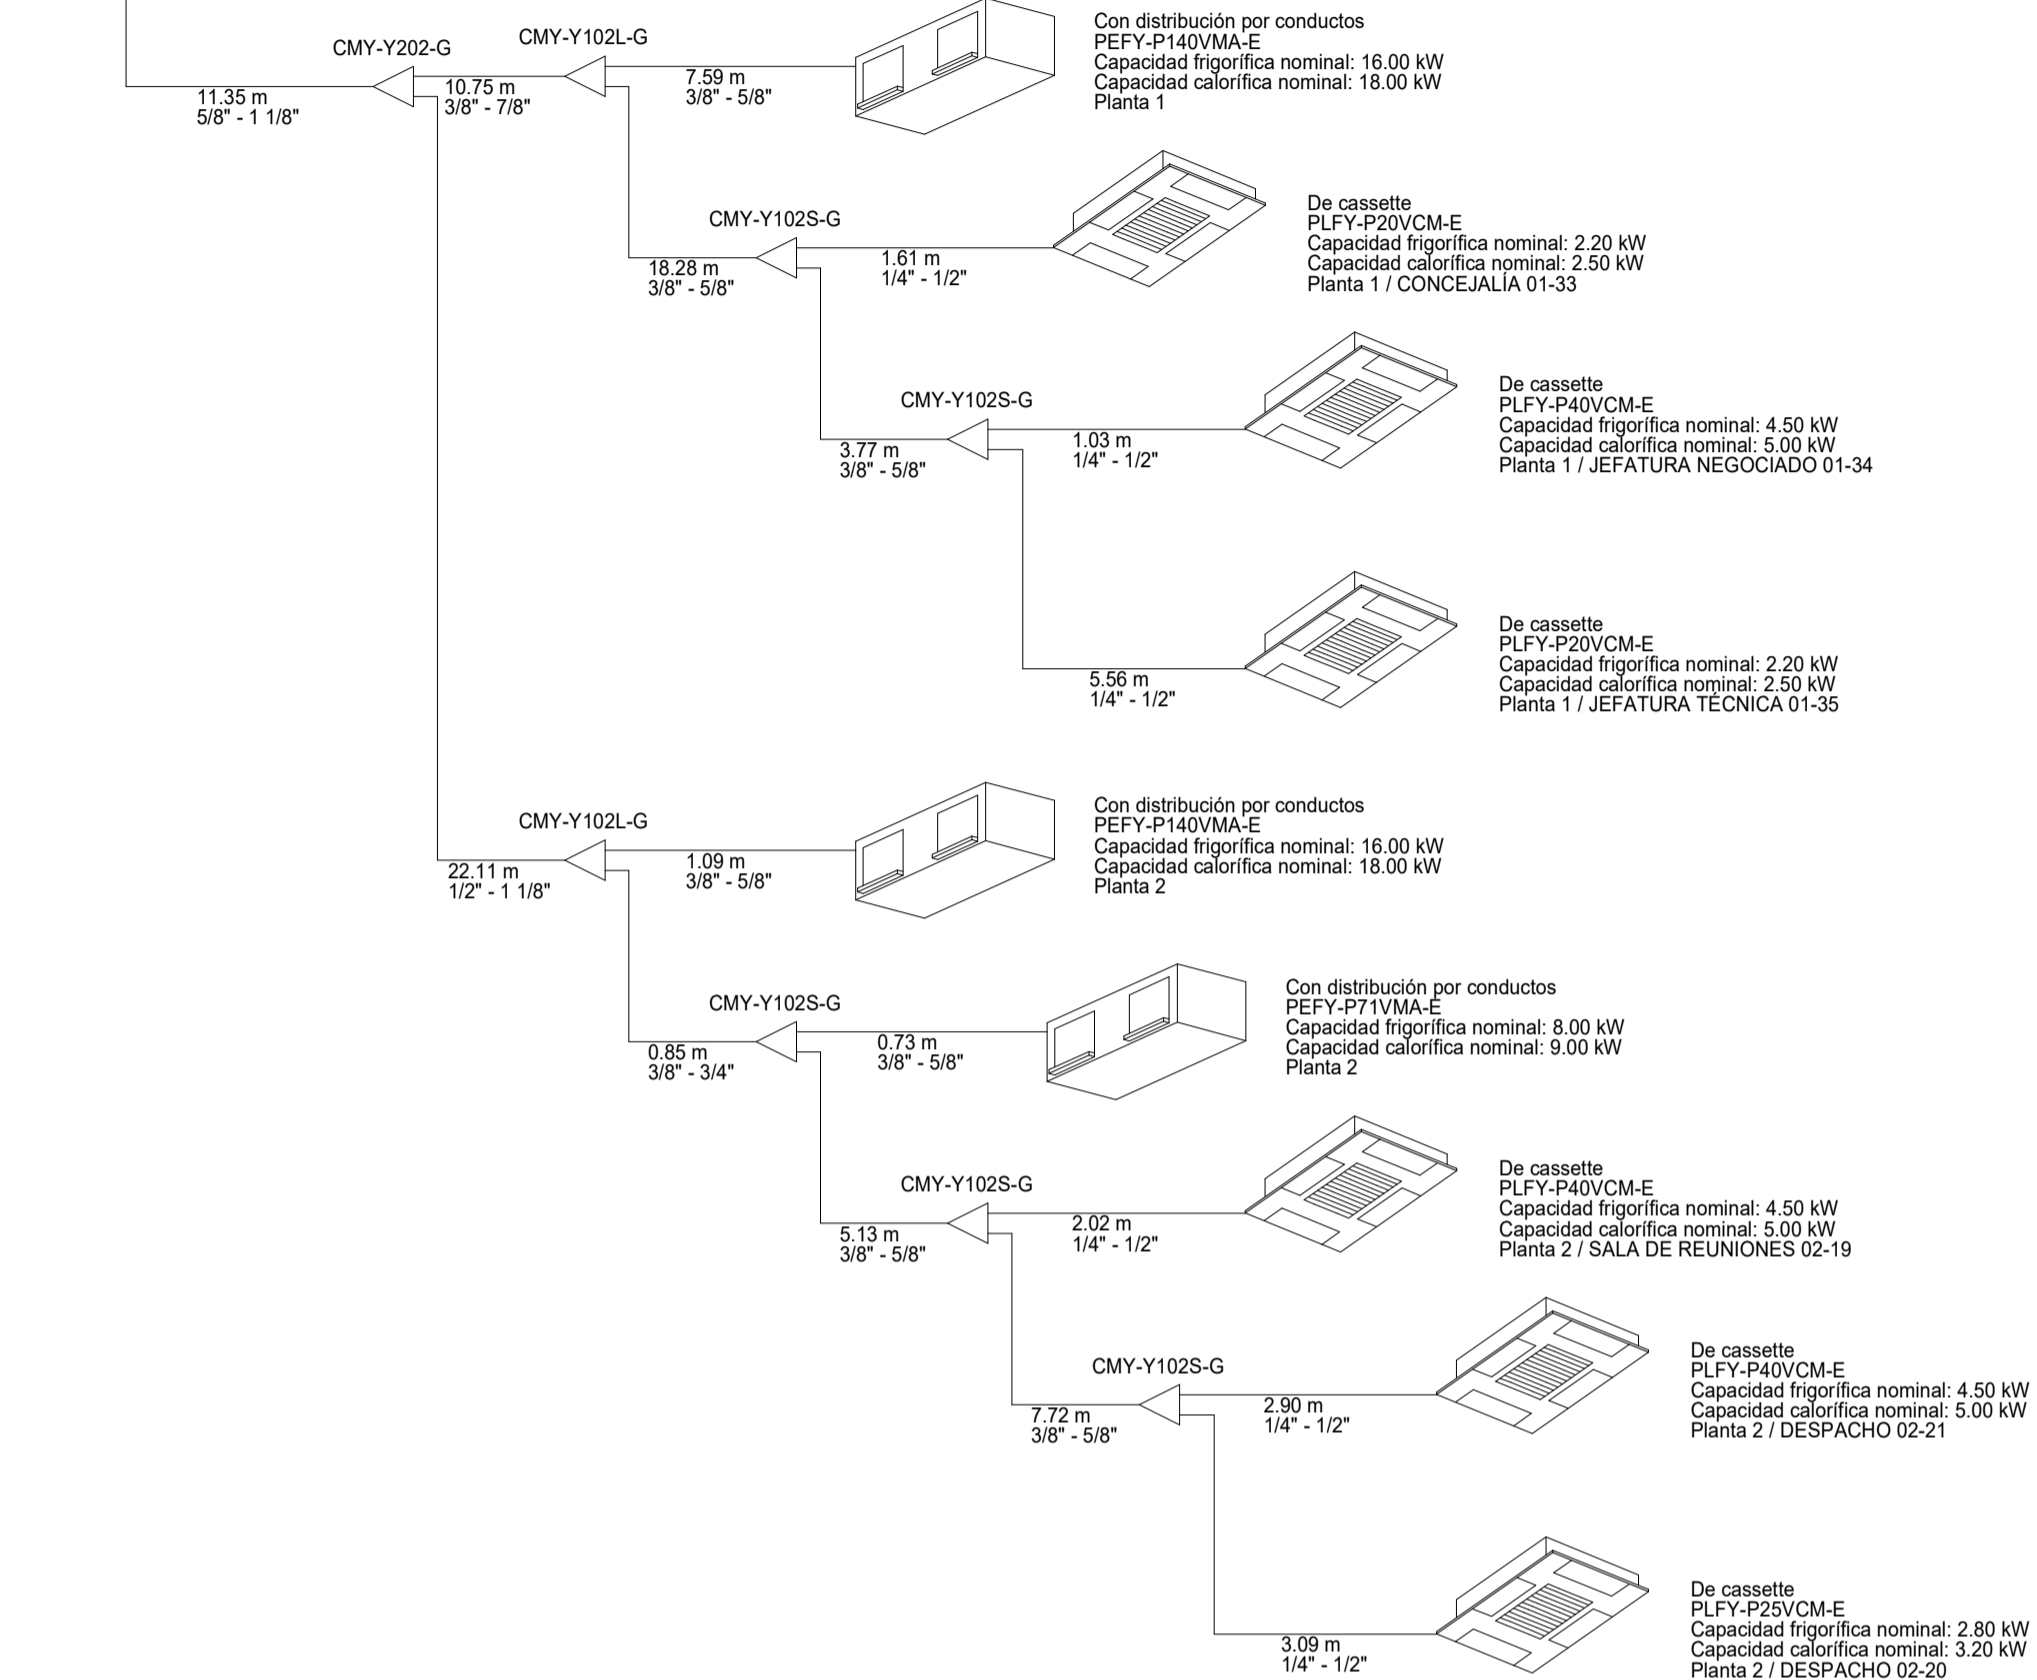 CMY-Y202-G
11.35 m
5/8" - 1 1/8"
CMY-Y102L-G
10.75 m
3/8" - 7/8"
7.59 m
3/8" - 5/8"
Con distribución por conductos
PEFY-P140VMA-E
Capacidad frigorífica nominal: 16.00 kW
Capacidad calorífica nominal: 18.00 kW
Planta 1
CMY-Y102S-G
18.28 m
3/8" - 5/8"
1.61 m
1/4" - 1/2"
De cassette
PLFY-P20VCM-E
Capacidad frigorífica nominal: 2.20 kW
Capacidad calorífica nominal: 2.50 kW
Planta 1 / CONCEJALÍA 01-33
CMY-Y102S-G
3.77 m
3/8" - 5/8"
1.03 m
1/4" - 1/2"
De cassette
PLFY-P40VCM-E
Capacidad frigorífica nominal: 4.50 kW
Capacidad calorífica nominal: 5.00 kW
Planta 1 / JEFATURA NEGOCIADO 01-34
5.56 m
1/4" - 1/2"
De cassette
PLFY-P20VCM-E
Capacidad frigorífica nominal: 2.20 kW
Capacidad calorífica nominal: 2.50 kW
Planta 1 / JEFATURA TÉCNICA 01-35
CMY-Y102L-G
22.11 m
1/2" - 1 1/8"
1.09 m
3/8" - 5/8"
Con distribución por conductos
PEFY-P140VMA-E
Capacidad frigorífica nominal: 16.00 kW
Capacidad calorífica nominal: 18.00 kW
Planta 2
CMY-Y102S-G
0.85 m
3/8" - 3/4"
0.73 m
3/8" - 5/8"
Con distribución por conductos
PEFY-P71VMA-E
Capacidad frigorífica nominal: 8.00 kW
Capacidad calorífica nominal: 9.00 kW
Planta 2
CMY-Y102S-G
5.13 m
3/8" - 5/8"
2.02 m
1/4" - 1/2"
De cassette
PLFY-P40VCM-E
Capacidad frigorífica nominal: 4.50 kW
Capacidad calorífica nominal: 5.00 kW
Planta 2 / SALA DE REUNIONES 02-19
CMY-Y102S-G
7.72 m
3/8" - 5/8"
2.90 m
1/4" - 1/2"
De cassette
PLFY-P40VCM-E
Capacidad frigorífica nominal: 4.50 kW
Capacidad calorífica nominal: 5.00 kW
Planta 2 / DESPACHO 02-21
3.09 m
1/4" - 1/2"
De cassette
PLFY-P25VCM-E
Capacidad frigorífica nominal: 2.80 kW
Capacidad calorífica nominal: 3.20 kW
Planta 2 / DESPACHO 02-20